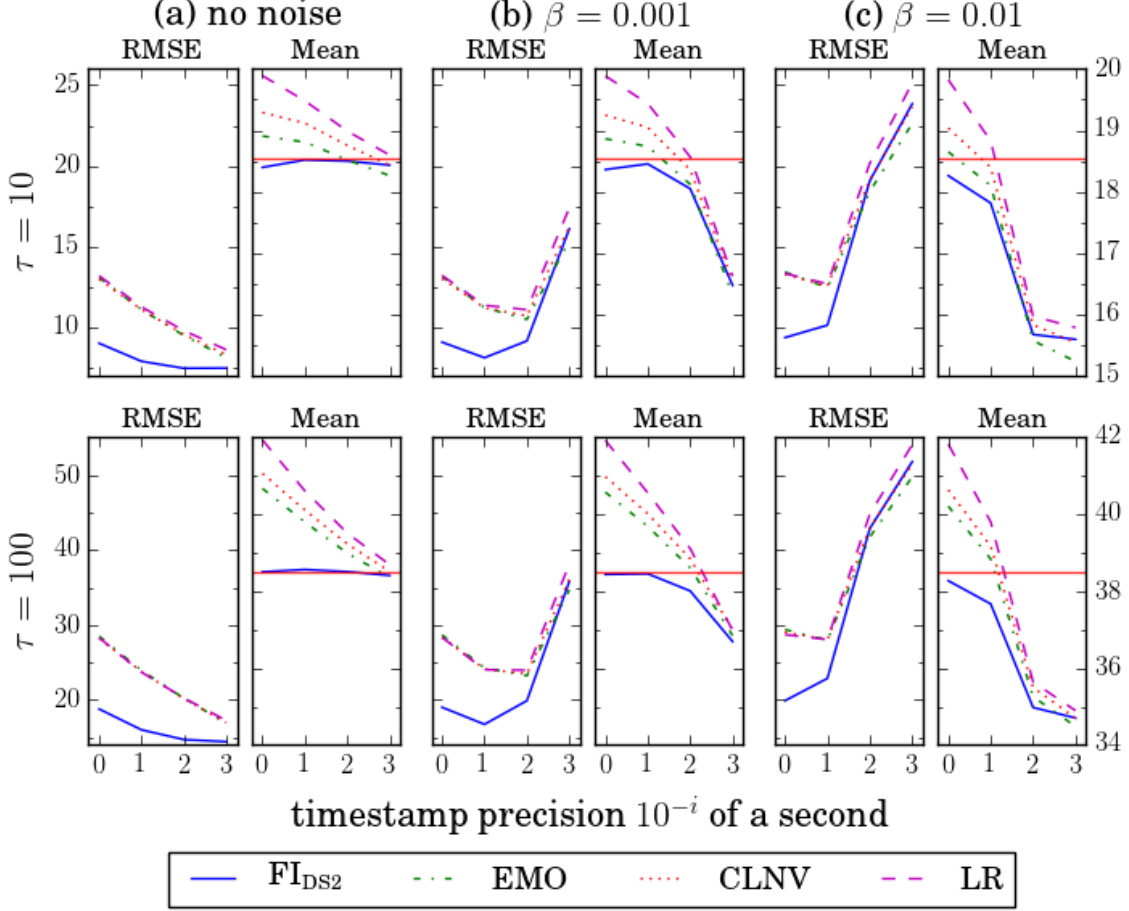 (a) no noise (b) β = 0.001 (c) β = 0.01
RMSE Mean RMSE Mean RMSE Mean
τ = 10
25
20
15
10
20
19
18
17
16
15
RMSE Mean RMSE Mean RMSE Mean
τ = 100
50
40
30
20
42
40
38
36
34
0 1 2 3 0 1 2 3 0 1 2 3 0 1 2 3 0 1 2 3 0 1 2 3
timestamp precision 10⁻ⁱ of a second
FI_DS2 EMO CLNV LR